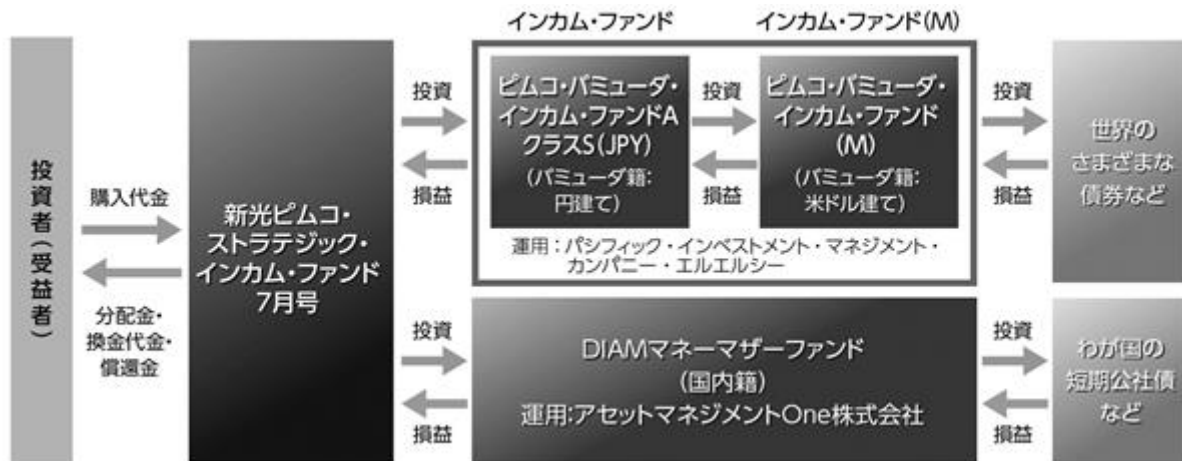 インカム・ファンド
インカム・ファンド(M)
投資者(受益者)
購入代金
分配金・
換金代金・
償還金
新光ピムコ・
ストラテジック・
インカム・ファンド
7月号
投資
損益
ピムコ・バミューダ・
インカム・ファンドA
クラスS(JPY)
(バミューダ籍:
円建て)
投資
損益
ピムコ・バミューダ・
インカム・ファンド
(M)
(バミューダ籍:
米ドル建て)
運用:パシフィック・インベストメント・マネジメント・
カンパニー・エルエルシー
投資
損益
世界の
さまざまな
債券など
投資
損益
DIAMマネーマザーファンド
(国内籍)
運用:アセットマネジメントOne株式会社
投資
損益
わが国の
短期公社債
など